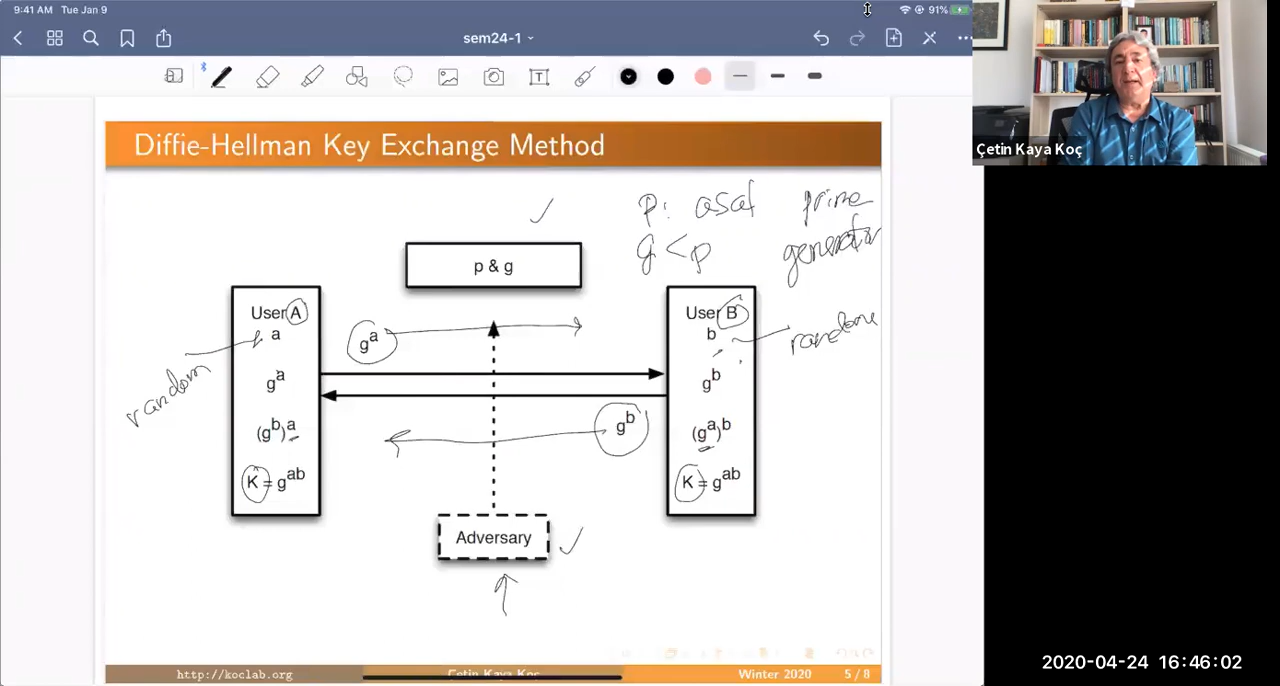 9:41 AM Tue Jan 9
91%
sem24-1
Çetin Kaya Koç
Diffie-Hellman Key Exchange Method
p: asal prime
g < p generator
p & g
User A
a
g^a
(g^b)^a
K = g^ab
random
g^a
g^b
User B
b
g^b
(g^a)^b
K = g^ab
random
Adversary
http://koclab.org
Çetin Kaya Koç
Winter 2020
5 / 8
2020-04-24 16:46:02